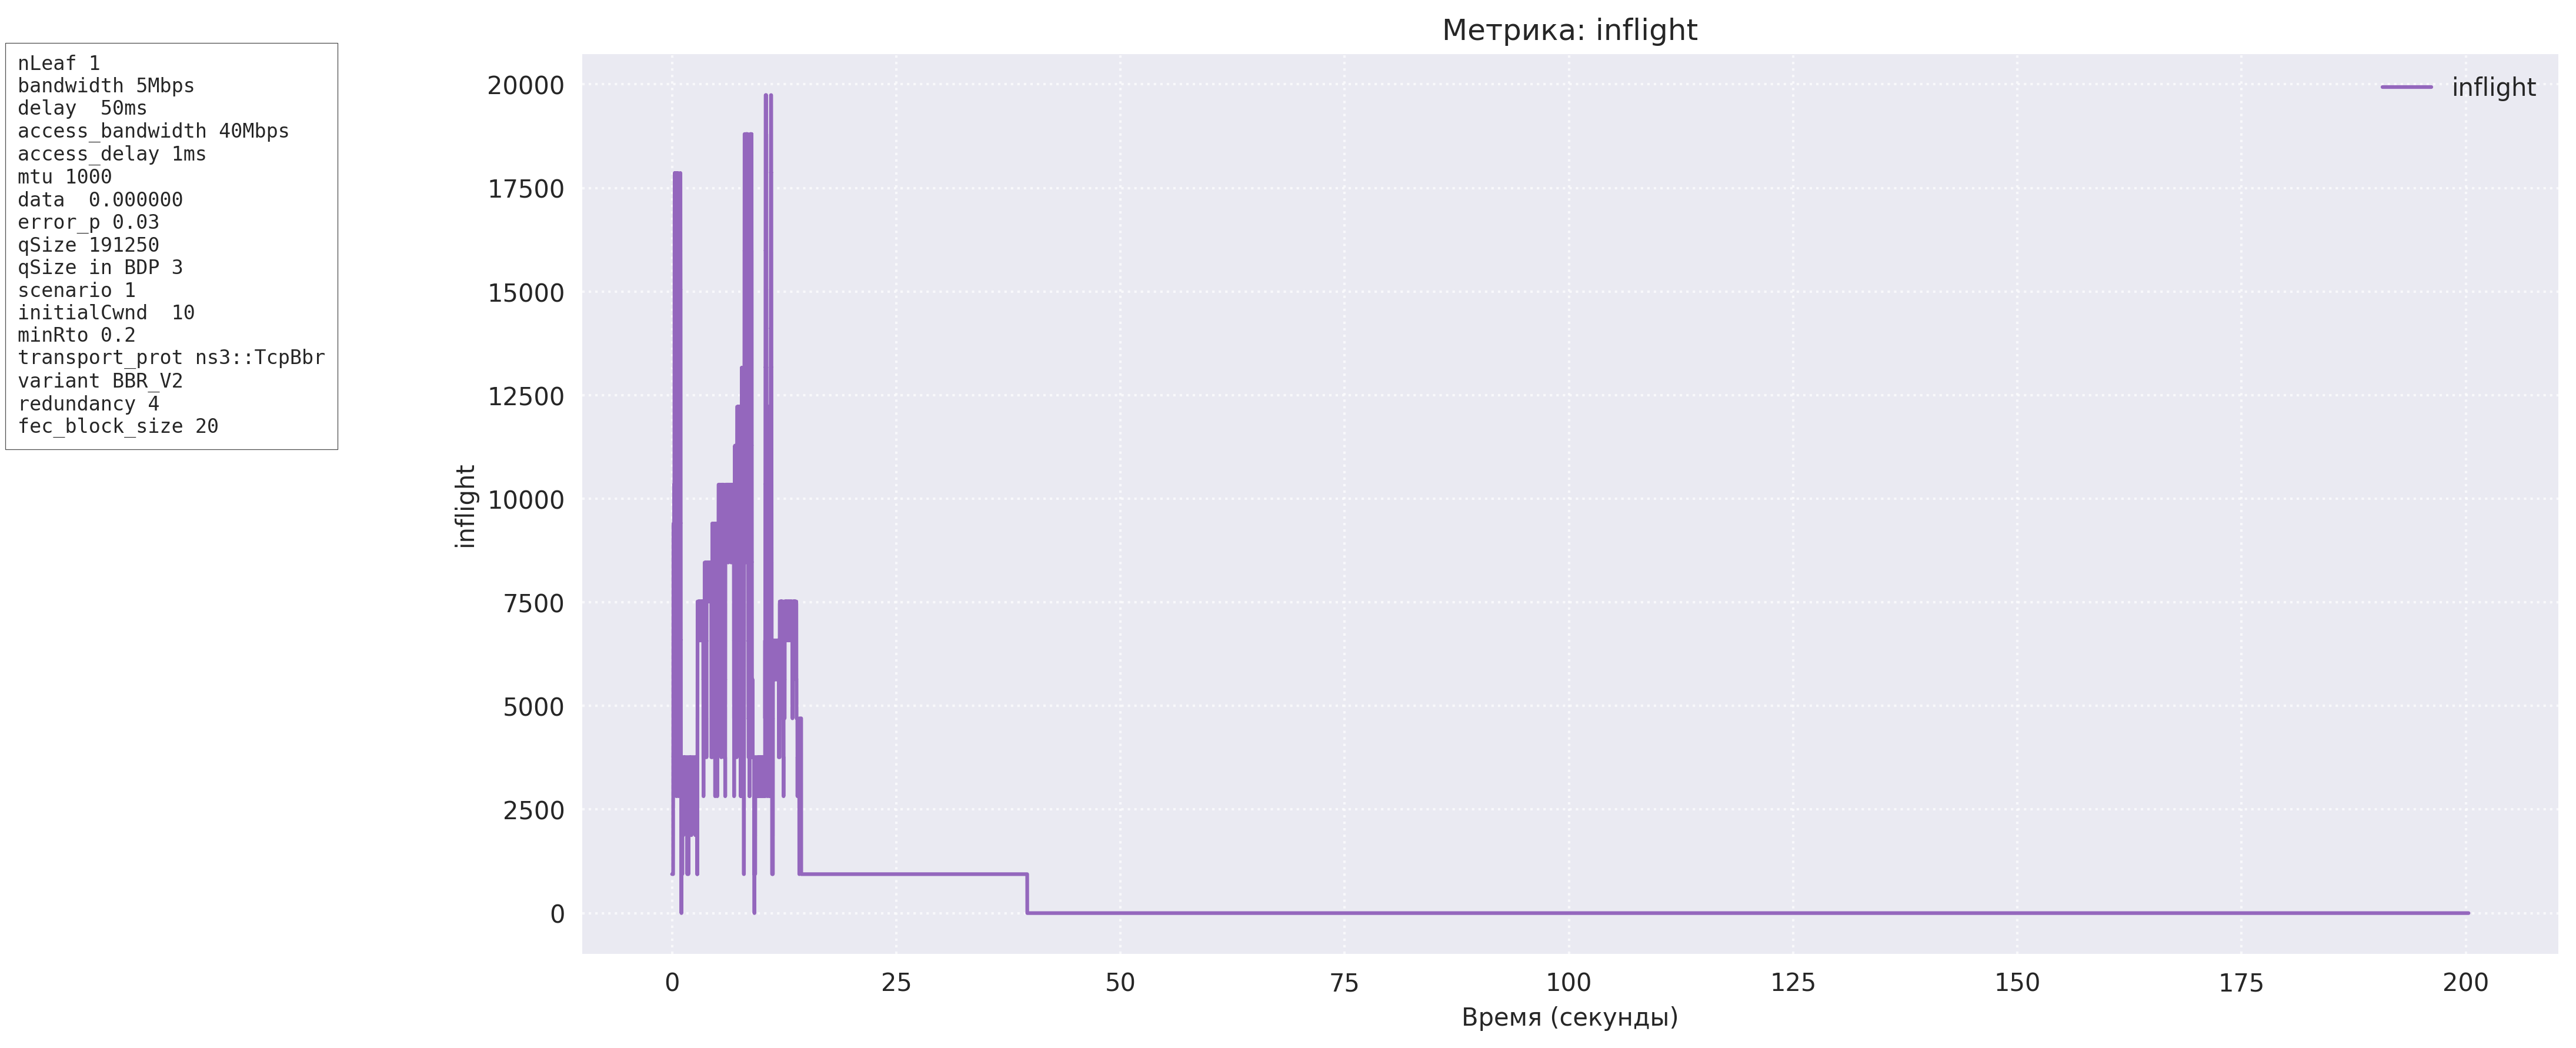 Метрика: inflight
nLeaf 1
bandwidth 5Mbps
delay  50ms
access_bandwidth 40Mbps
access_delay 1ms
mtu 1000
data  0.000000
error_p 0.03
qSize 191250
qSize in BDP 3
scenario 1
initialCwnd  10
minRto 0.2
transport_prot ns3::TcpBbr
variant BBR_V2
redundancy 4
fec_block_size 20
inflight
20000
17500
15000
12500
10000
7500
5000
2500
0
inflight
0 25 50 75 100 125 150 175 200
Время (секунды)